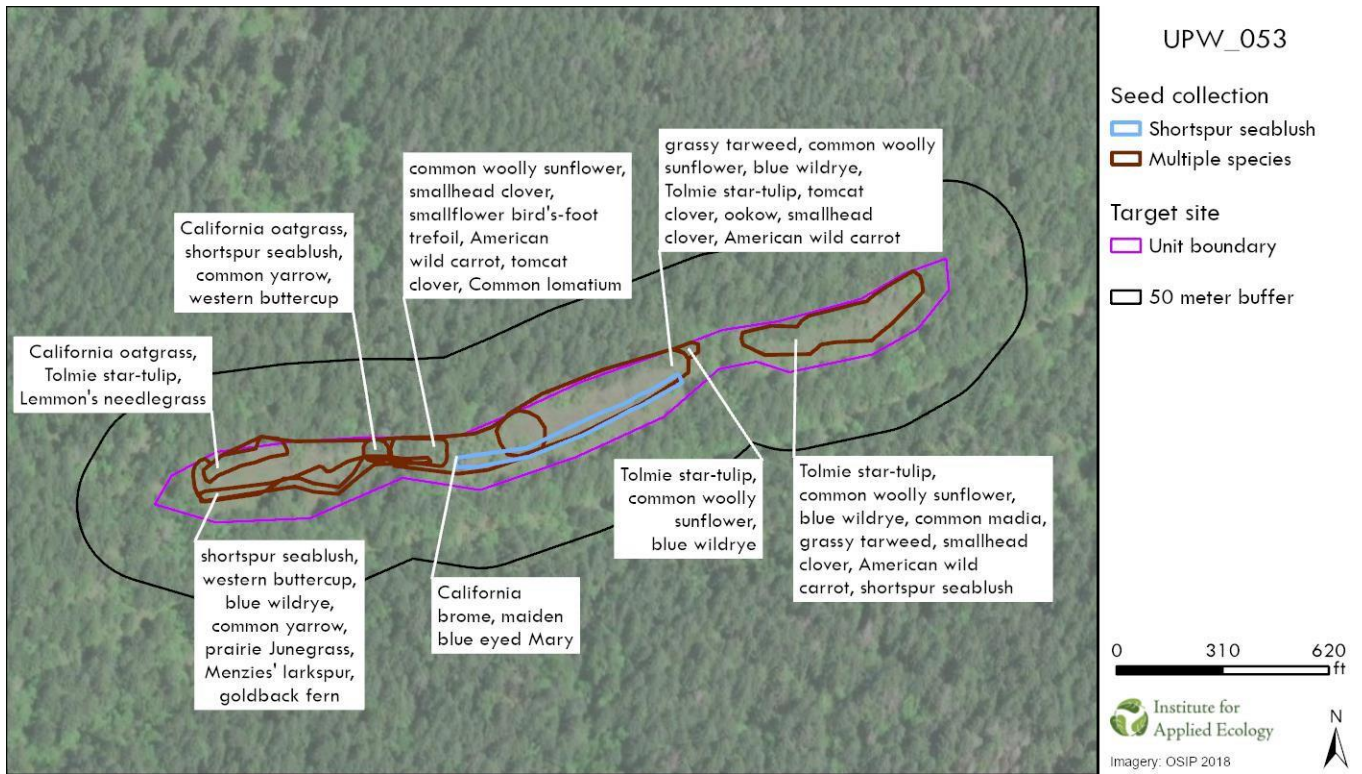 UPW_053
Seed collection
Shortspur seablush
Multiple species
Target site
Unit boundary
50 meter buffer
grassy tarweed, common woolly
sunflower, blue wildrye,
Tolmie star-tulip, tomcat
clover, ookow, smallhead
clover, American wild carrot
common woolly sunflower,
smallhead clover,
smallflower bird's-foot
trefoil, American
wild carrot, tomcat
clover, Common lomatium
California oatgrass,
shortspur seablush,
common yarrow,
western buttercup
California oatgrass,
Tolmie star-tulip,
Lemmon's needlegrass
shortspur seablush,
western buttercup,
blue wildrye,
common yarrow,
prairie Junegrass,
Menzies' larkspur,
goldback fern
California
brome, maiden
blue eyed Mary
Tolmie star-tulip,
common woolly
sunflower,
blue wildrye
Tolmie star-tulip,
common woolly sunflower,
blue wildrye, common madia,
grassy tarweed, smallhead
clover, American wild
carrot, shortspur seablush
0 310 620
ft
Institute for
Applied Ecology
N
Imagery: OSIP 2018